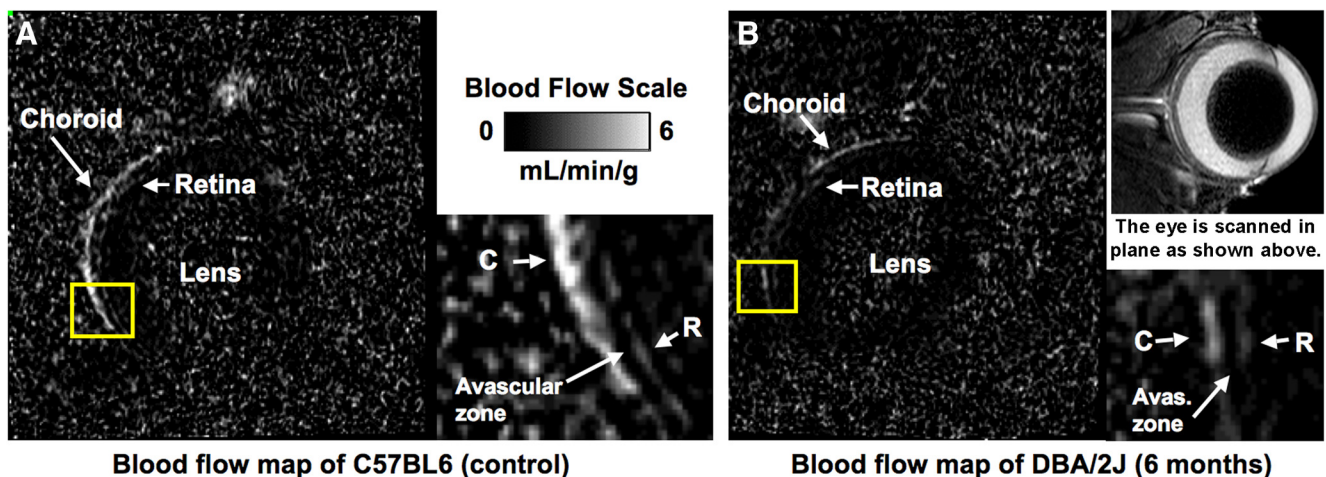 A
Choroid
Retina
Lens
Blood Flow Scale
0
6
mL/min/g
C
R
Avascular
zone
Blood flow map of C57BL6 (control)
B
Choroid
Retina
Lens
The eye is scanned in
plane as shown above.
C
R
Avas.
zone
Blood flow map of DBA/2J (6 months)